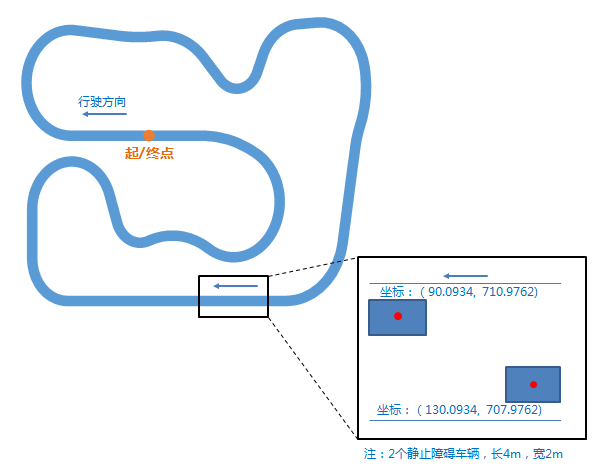 行驶方向
起/终点
坐标：（90.0934, 710.9762)
坐标：（130.0934, 707.9762)
注：2个静止障碍车辆，长4m，宽2m